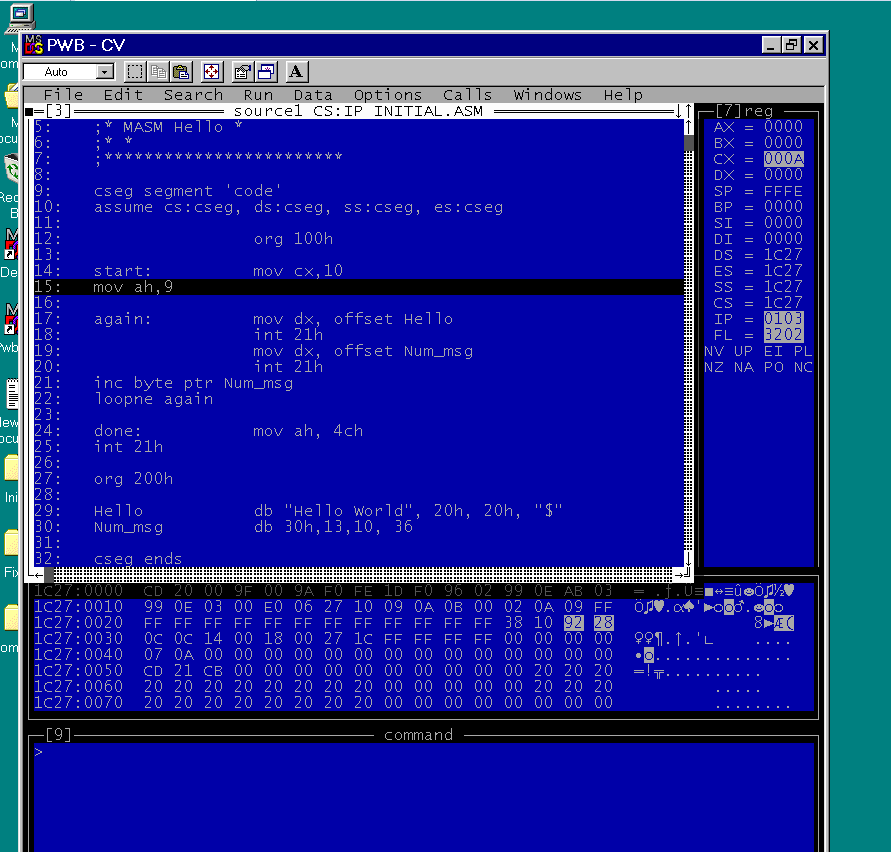 PWB - CV
Auto
File Edit Search Run Data Options Calls Windows Help
[3] source1 CS:IP INITIAL.ASM
5: ;* MASM Hello *
6: ;* *
7: ;************************
8:
9: cseg segment 'code'
10: assume cs:cseg, ds:cseg, ss:cseg, es:cseg
11:
12: org 100h
13:
14: start: mov cx,10
15: mov ah,9
16:
17: again: mov dx, offset Hello
18: int 21h
19: mov dx, offset Num_msg
20: int 21h
21: inc byte ptr Num_msg
22: loopne again
23:
24: done: mov ah, 4ch
25: int 21h
26:
27: org 200h
28:
29: Hello db "Hello World", 20h, 20h, "$"
30: Num_msg db 30h,13,10, 36
31:
32: cseg ends
[7]reg
AX = 0000
BX = 0000
CX = 000A
DX = 0000
SP = FFFE
BP = 0000
SI = 0000
DI = 0000
DS = 1C27
ES = 1C27
SS = 1C27
CS = 1C27
IP = 0103
FL = 3202
NV UP EI PL
NZ NA PO NC
1C27:0000 CD 20 00 9F 00 9A F0 FE 1D F0 96 02 99 0E AB 03
1C27:0010 99 0E 03 00 E0 06 27 10 09 0A 0B 00 02 0A 09 FF
1C27:0020 FF FF FF FF FF FF FF FF FF FF FF FF 38 10 92 28
1C27:0030 0C 0C 14 00 18 00 27 1C FF FF FF FF 00 00 00 00
1C27:0040 07 0A 00 00 00 00 00 00 00 00 00 00 00 00 00 00
1C27:0050 CD 21 CB 00 00 00 00 00 00 00 00 00 00 20 20 20
1C27:0060 20 20 20 20 20 20 20 20 00 00 00 00 00 20 20 20
1C27:0070 20 20 20 20 20 20 20 20 00 00 00 00 00 00 00 00
[9] command
>